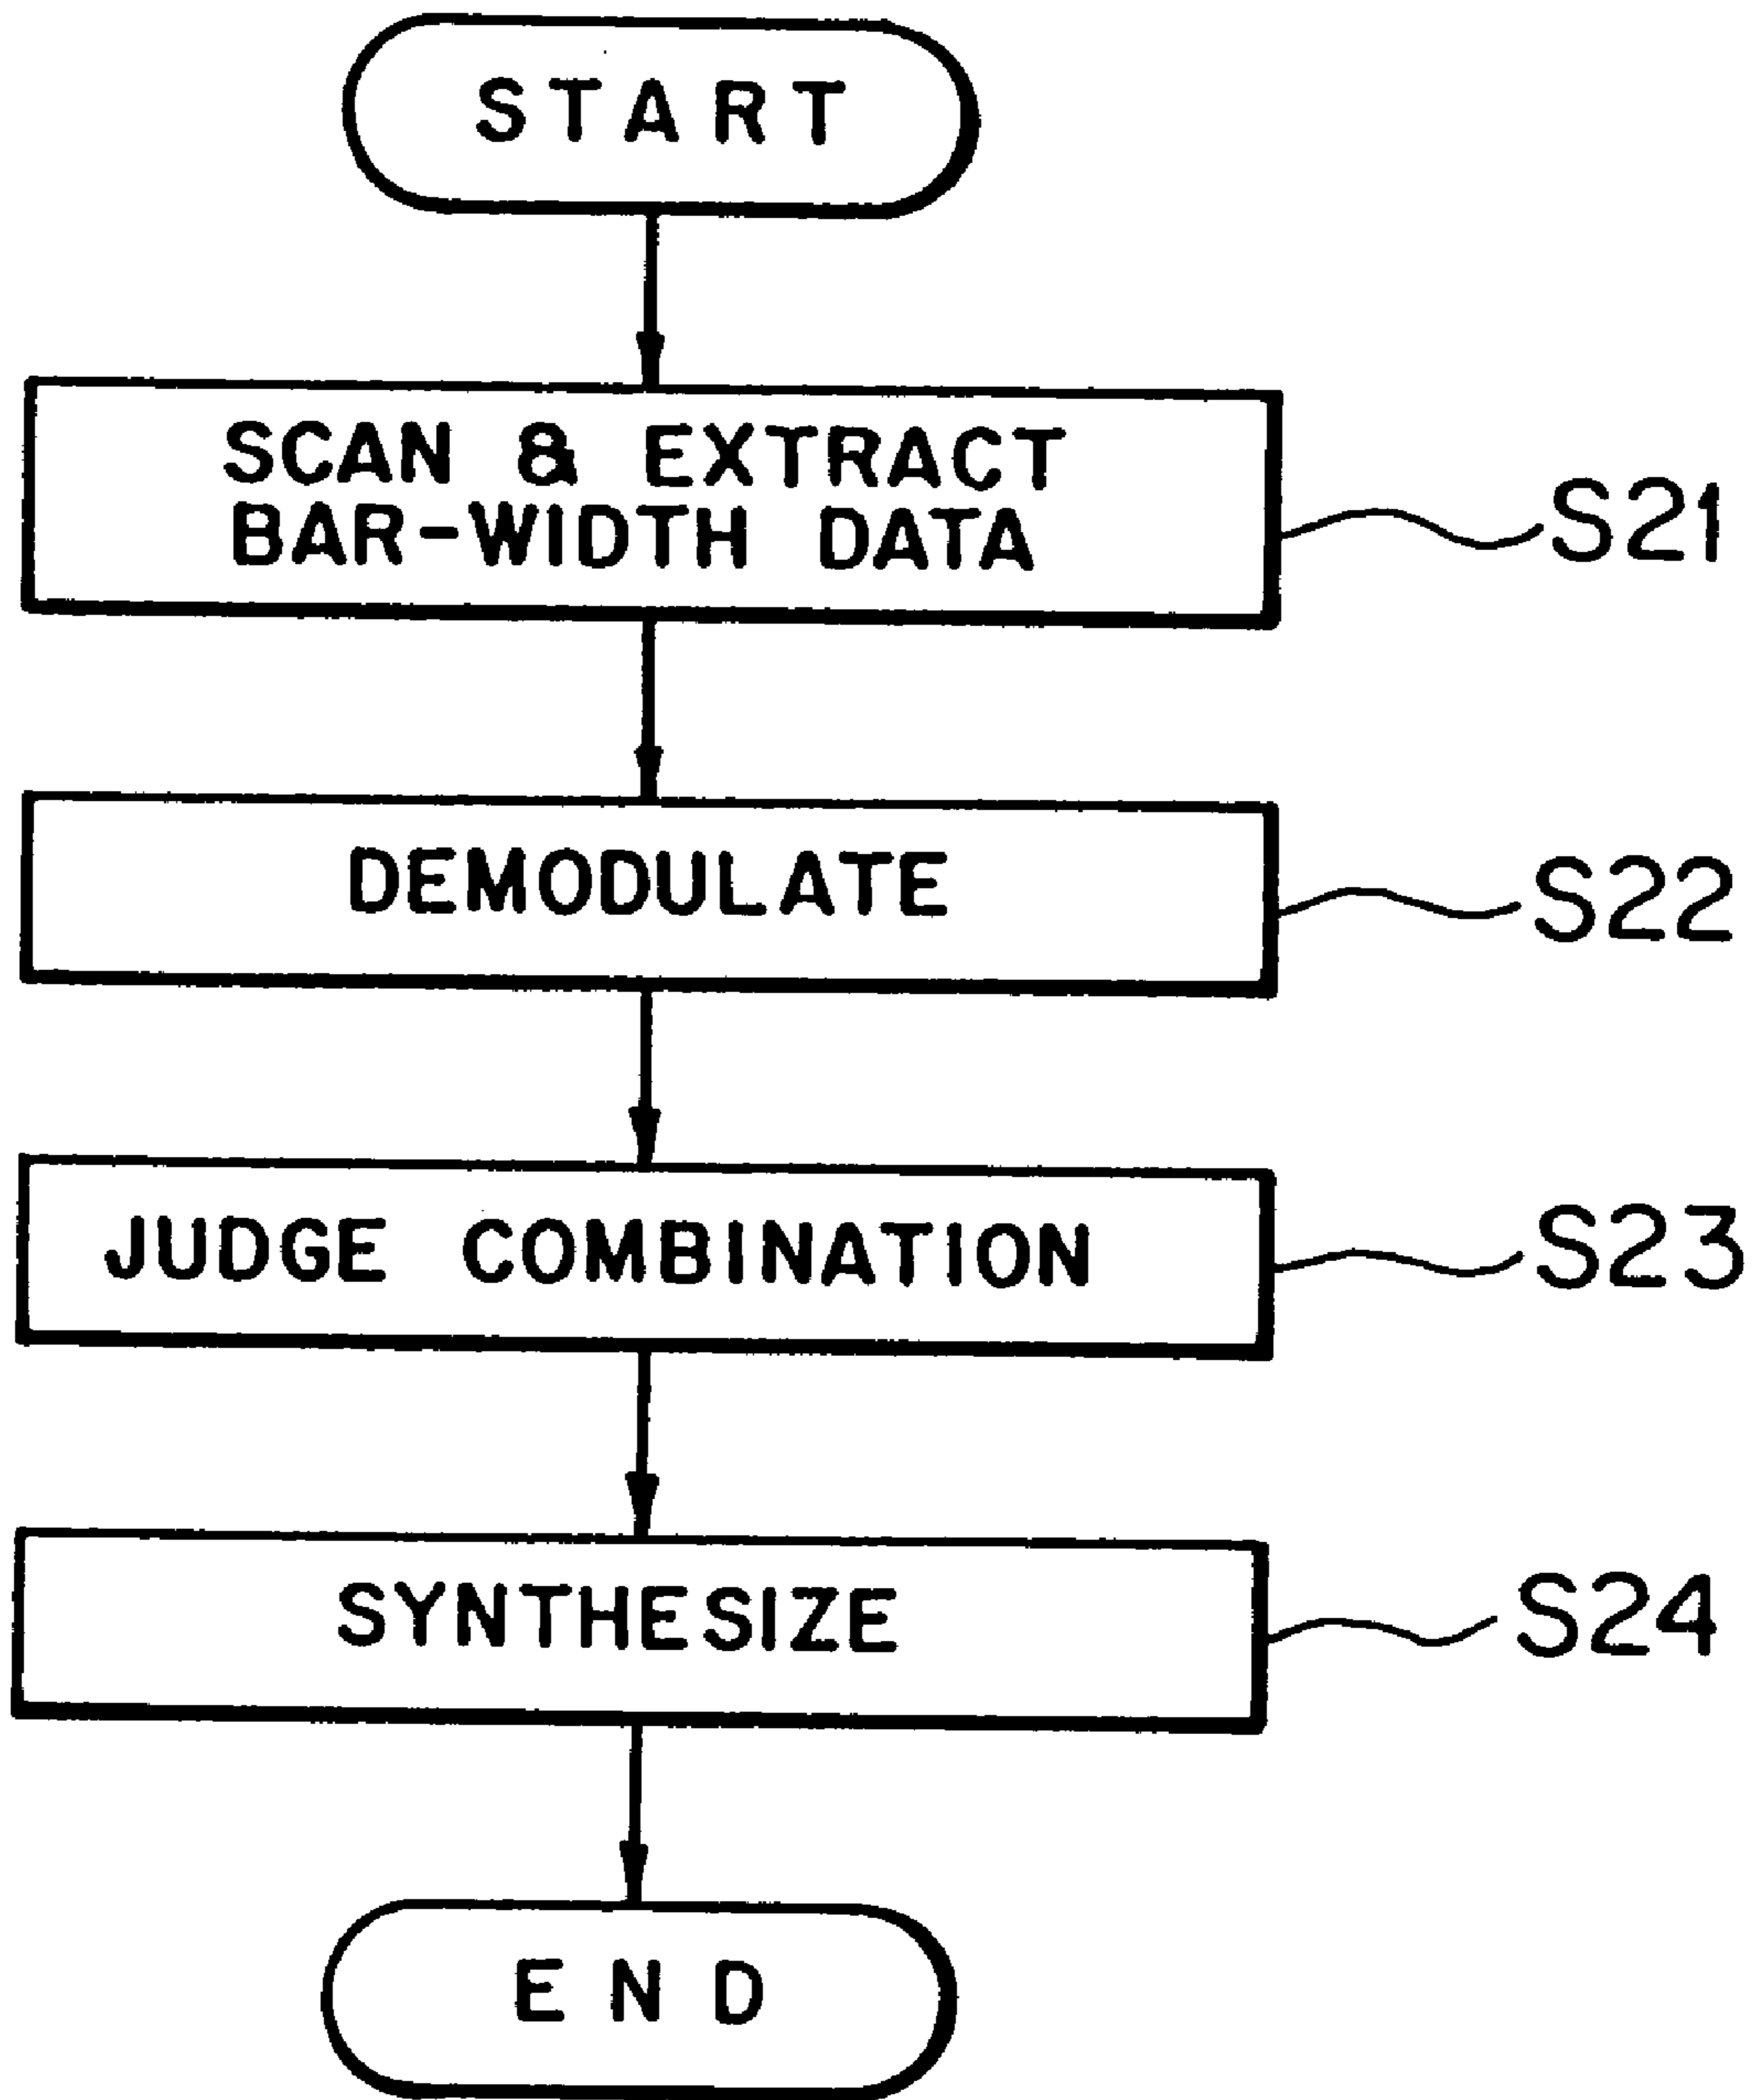 START
SCAN & EXTRACT
BAR-WIDTH DATA
S21
DEMODULATE
S22
JUDGE COMBINATION
S23
SYNTHESIZE
S24
END